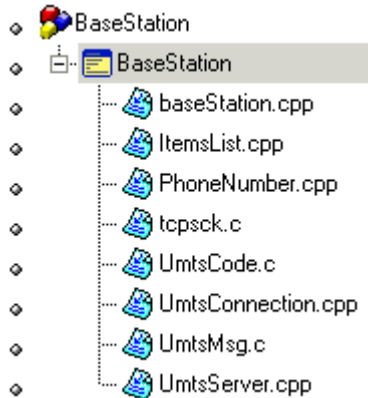 BaseStation
BaseStation
baseStation.cpp
ItemsList.cpp
PhoneNumber.cpp
tcpsck.c
UmtsCode.c
UmtsConnection.cpp
UmtsMsg.c
UmtsServer.cpp